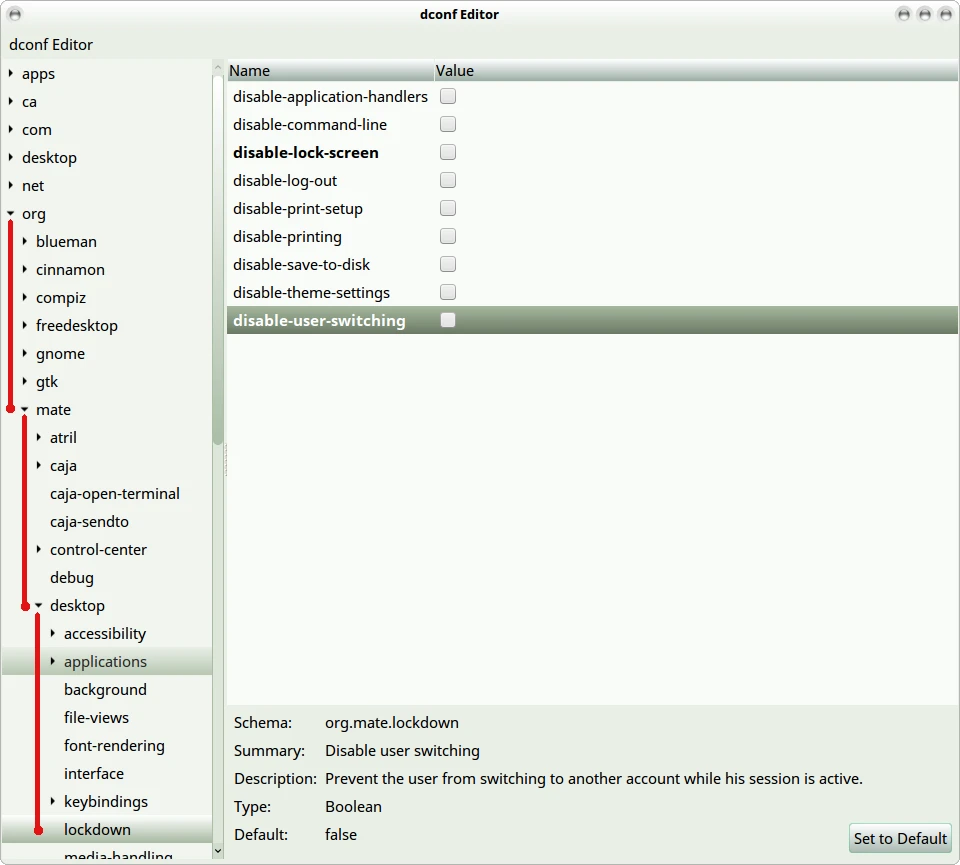 dconf Editor
dconf Editor
apps
ca
com
desktop
net
org
blueman
cinnamon
compiz
freedesktop
gnome
gtk
mate
atril
caja
caja-open-terminal
caja-sendto
control-center
debug
desktop
accessibility
applications
background
file-views
font-rendering
interface
keybindings
lockdown
media-handling
Name Value
disable-application-handlers
disable-command-line
disable-lock-screen
disable-log-out
disable-print-setup
disable-printing
disable-save-to-disk
disable-theme-settings
disable-user-switching
Schema: org.mate.lockdown
Summary: Disable user switching
Description: Prevent the user from switching to another account while his session is active.
Type: Boolean
Default: false
Set to Default